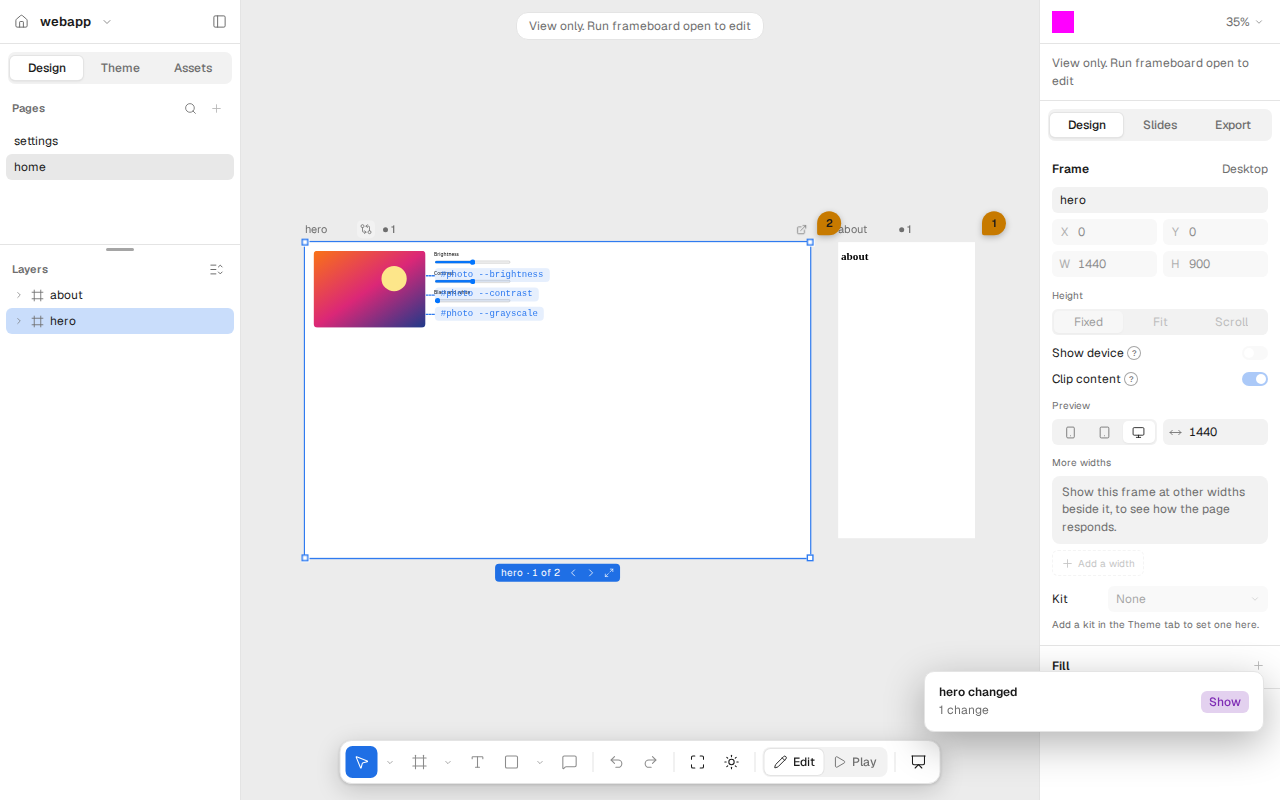 webapp
View only. Run frameboard open to edit
35%
Design
Theme
Assets
View only. Run frameboard open to
edit
Pages
settings
home
Design
Slides
Export
Frame
Desktop
hero
X 0
Y 0
W 1440
H 900
Height
Fixed
Fit
Scroll
Show device ?
Clip content ?
Preview
1440
More widths
Show this frame at other widths
beside it, to see how the page
responds.
Add a width
Kit
None
Add a kit in the Theme tab to set one here.
Fill
Layers
about
hero
hero
1
2
about
1
1
Brightness
#photo --brightness
#photo --contrast
#photo --grayscale
about
hero - 1 of 2
hero changed
1 change
Show
Edit
Play